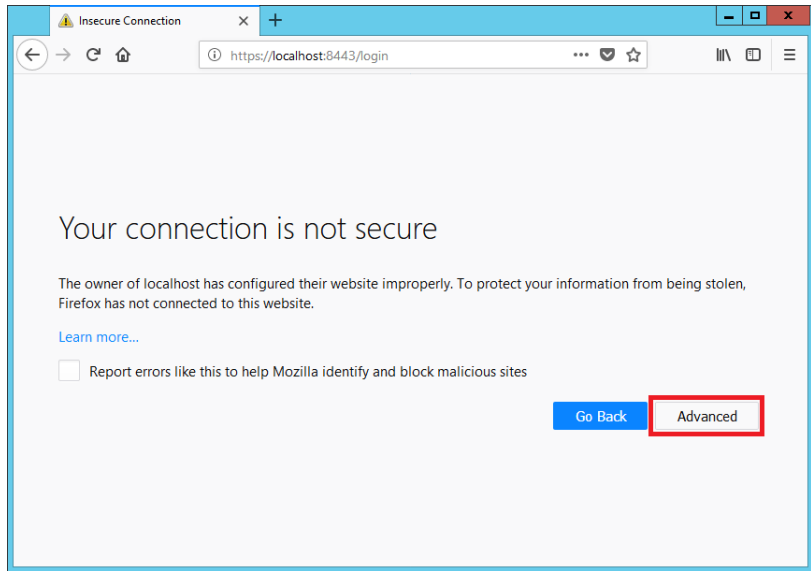 Insecure Connection
https://localhost:8443/login
Your connection is not secure
The owner of localhost has configured their website improperly. To protect your information from being stolen,
Firefox has not connected to this website.
Learn more...
Report errors like this to help Mozilla identify and block malicious sites
Go Back Advanced